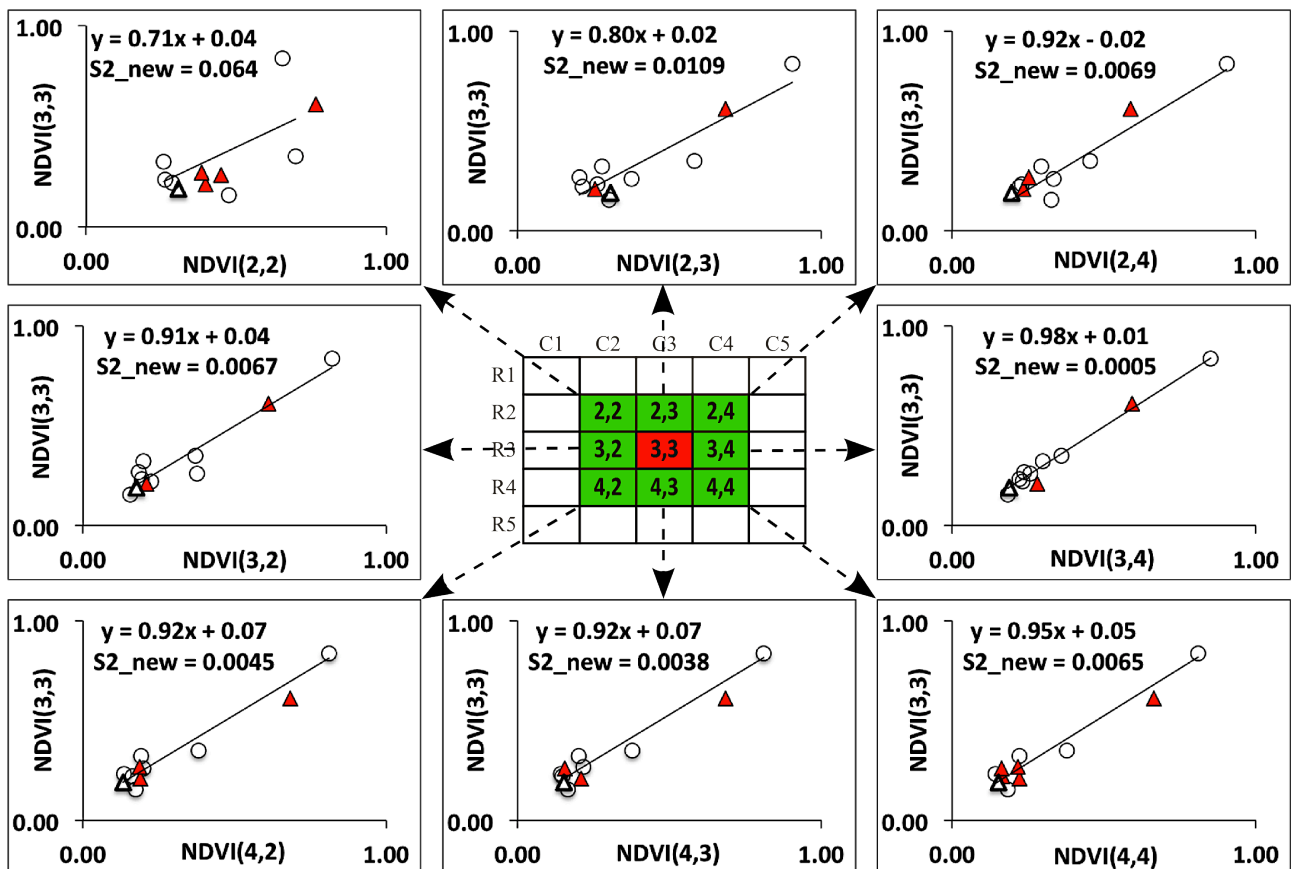 1.00
y = 0.71x + 0.04
S2_new = 0.064
NDVI(3,3)
0.00
0.00
NDVI(2,2)
1.00
1.00
y = 0.80x + 0.02
S2_new = 0.0109
NDVI(3,3)
0.00
0.00
NDVI(2,3)
1.00
1.00
y = 0.92x - 0.02
S2_new = 0.0069
NDVI(3,3)
0.00
0.00
NDVI(2,4)
1.00
1.00
y = 0.91x + 0.04
S2_new = 0.0067
NDVI(3,3)
0.00
0.00
NDVI(3,2)
1.00
C1 C2 C3 C4 C5
R1
R2 2,2 2,3 2,4
R3 3,2 3,3 3,4
R4 4,2 4,3 4,4
R5
1.00
y = 0.98x + 0.01
S2_new = 0.0005
NDVI(3,3)
0.00
0.00
NDVI(3,4)
1.00
1.00
y = 0.92x + 0.07
S2_new = 0.0045
NDVI(3,3)
0.00
0.00
NDVI(4,2)
1.00
1.00
y = 0.92x + 0.07
S2_new = 0.0038
NDVI(3,3)
0.00
0.00
NDVI(4,3)
1.00
1.00
y = 0.95x + 0.05
S2_new = 0.0065
NDVI(3,3)
0.00
0.00
NDVI(4,4)
1.00